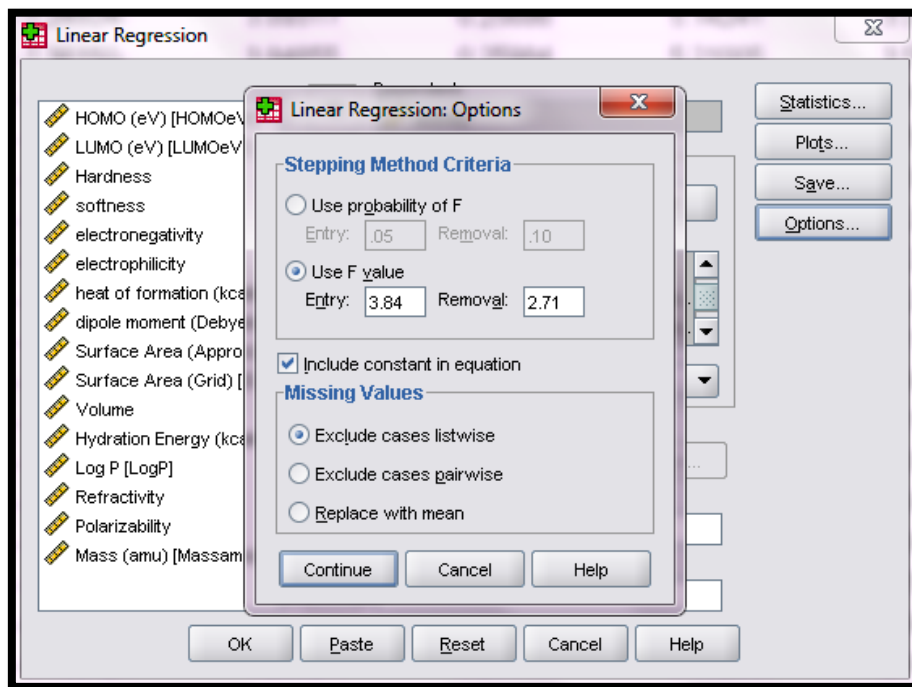 Linear Regression
HOMO (eV) [HOMOeV
LUMO (eV) [LUMOeV
Hardness
softness
electronegativity
electrophilicity
heat of formation (kca
dipole moment (Debye
Surface Area (Appro
Surface Area (Grid) [
Volume
Hydration Energy (kca
Log P [LogP]
Refractivity
Polarizability
Mass (amu) [Massam
Linear Regression: Options
Stepping Method Criteria
Use probability of F
Entry: .05 Removal: .10
Use F value
Entry: 3.84 Removal: 2.71
Include constant in equation
Missing Values
Exclude cases listwise
Exclude cases pairwise
Replace with mean
Continue Cancel Help
Statistics...
Plots...
Save...
Options...
OK Paste Reset Cancel Help